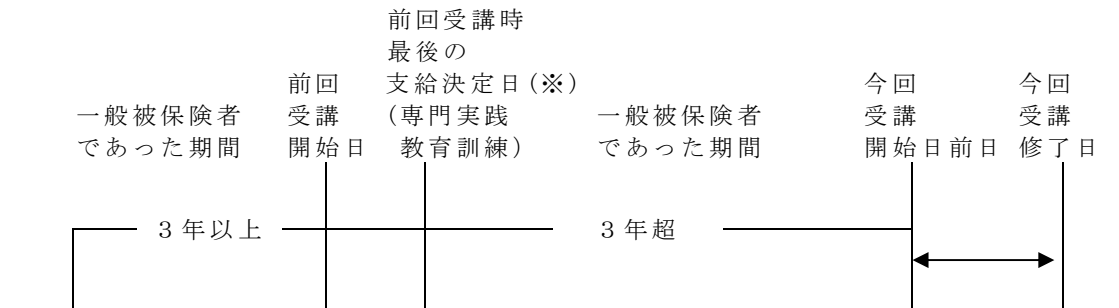 前回受講時
最後の
前回 支給決定日(※) 今回 今回
一般被保険者 受講 (専門実践 一般被保険者 受講 受講
であった期間 開始日 教育訓練) であった期間 開始日前日 修了日
3年以上 3年超